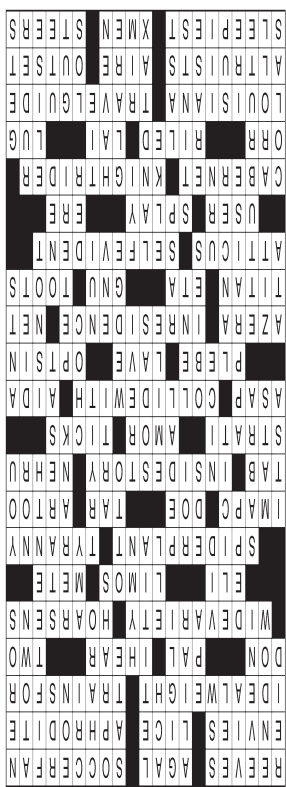 REEVES AGAL SOCCERFAN
ENVIES LICE APHRODITE
IDEALWEIGHT TRAINSFOR
DON PAL IHEAR TWO
WIDEVARIETY HOARSENS
ELI LIMOS METE
SPIDERPLANT TYRANNY
IMAPC DOE TAR ARTOO
TAB INSIDESTORY NEHRU
STRATI AMOR TICKS
ASAP COLLIDEWITH AIDA
PLEBE LAVE OPTSIN
AZERA INRESIDENCE NET
TITAN ETA GNU TOOTS
ATTICUS SELFEVIDENT
USER SPLAY ERE
CABERNET KNIGHTRIDER
ORR RILED LAI LUG
LOUISIANA TRAVELGUIDE
ALTRUISTS AIRE OUTSET
SLEEPIEST XMEN STEERS